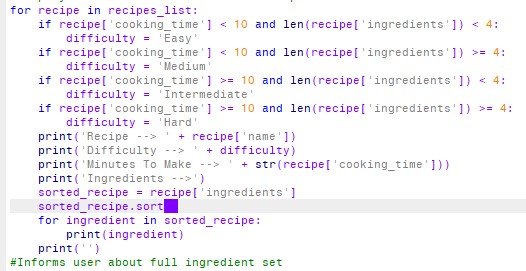 for recipe in recipes_list:
    if recipe['cooking_time'] < 10 and len(recipe['ingredients']) < 4:
        difficulty = 'Easy'
    if recipe['cooking_time'] < 10 and len(recipe['ingredients']) >= 4:
        difficulty = 'Medium'
    if recipe['cooking_time'] >= 10 and len(recipe['ingredients']) < 4:
        difficulty = 'Intermediate'
    if recipe['cooking_time'] >= 10 and len(recipe['ingredients']) >= 4:
        difficulty = 'Hard'
    print('Recipe --> ' + recipe['name'])
    print('Difficulty --> ' + difficulty)
    print('Minutes To Make --> ' + str(recipe['cooking_time']))
    print('Ingredients -->')
    sorted_recipe = recipe['ingredients']
    sorted_recipe.sort
    for ingredient in sorted_recipe:
        print(ingredient)
    print('')
#Informs user about full ingredient set